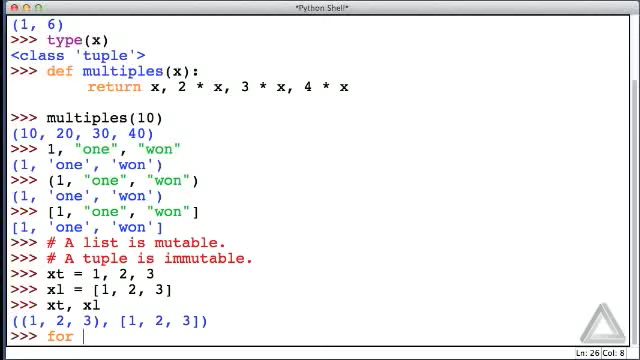 *Python Shell*
(1, 6)
>>> type(x)
<class 'tuple'>
>>> def multiples(x):
        return x, 2 * x, 3 * x, 4 * x
>>> multiples(10)
(10, 20, 30, 40)
>>> 1, "one", "won"
(1, 'one', 'won')
>>> (1, "one", "won")
(1, 'one', 'won')
>>> [1, "one", "won"]
[1, 'one', 'won']
>>> # A list is mutable.
>>> # A tuple is immutable.
>>> xt = 1, 2, 3
>>> xl = [1, 2, 3]
>>> xt, xl
((1, 2, 3), [1, 2, 3])
>>> for
Ln: 26 Col: 8